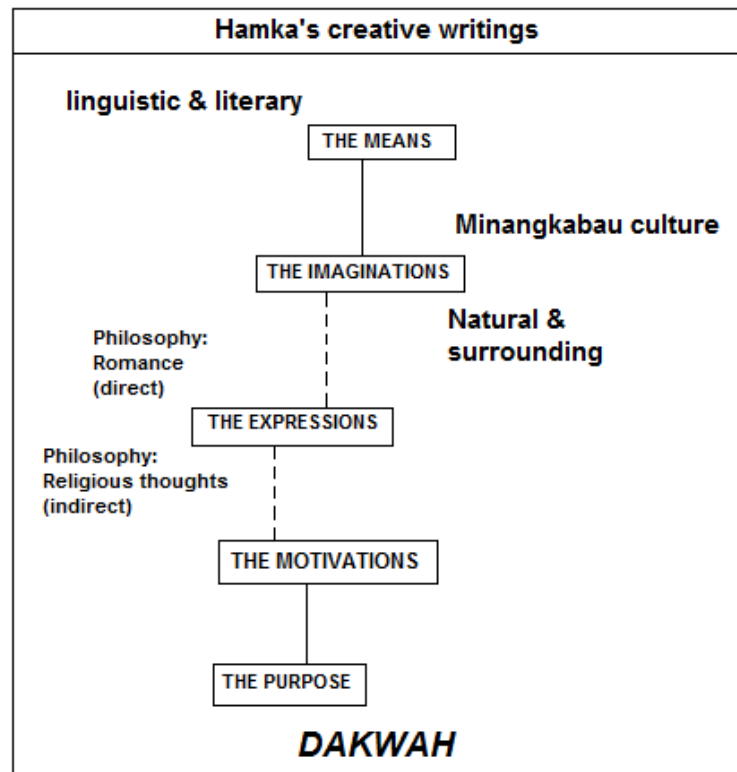 Hamka's creative writings
linguistic & literary
THE MEANS
Minangkabau culture
THE IMAGINATIONS
Natural &
surrounding
Philosophy:
Romance
(direct)
THE EXPRESSIONS
Philosophy:
Religious thoughts
(indirect)
THE MOTIVATIONS
THE PURPOSE
DAKWAH